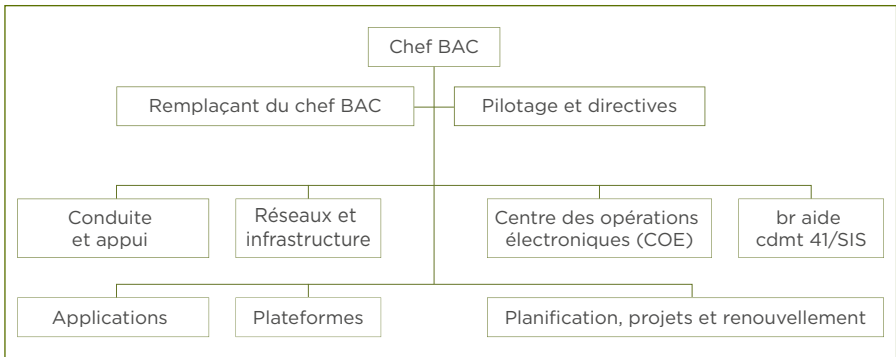 Chef BAC
Remplaçant du chef BAC
Pilotage et directives
Conduite
et appui
Réseaux et
infrastructure
Centre des opérations
électroniques (COE)
br aide
cdmt 41/SIS
Applications
Plateformes
Planification, projets et renouvellement